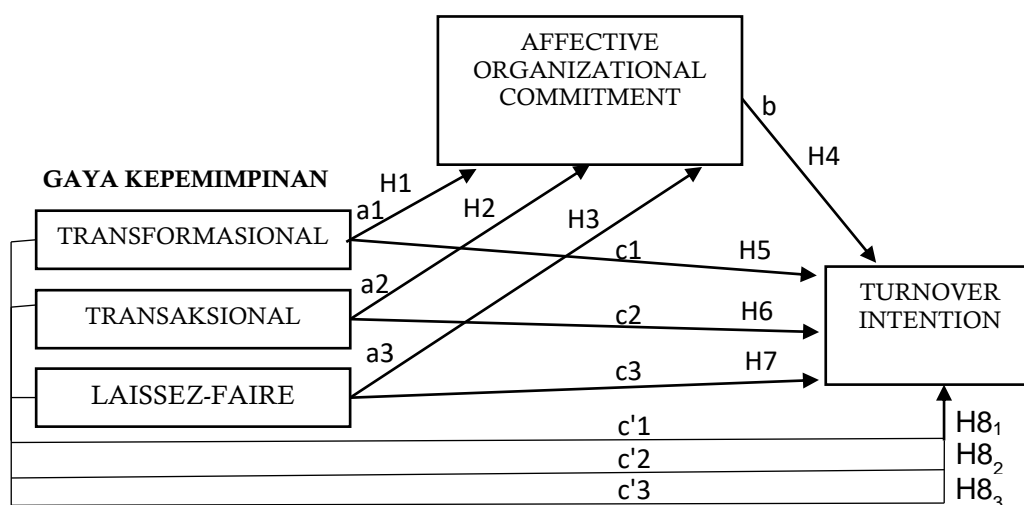 AFFECTIVE
ORGANIZATIONAL
COMMITMENT
b
H4
GAYA KEPEMIMPINAN
H1
a1
H2
H3
TRANSFORMASIONAL
c1
H5
a2
TRANSAKSIONAL
c2
H6
TURNOVER
INTENTION
a3
H7
LAISSEZ-FAIRE
c3
c'1
H8₁
c'2
H8₂
c'3
H8₃